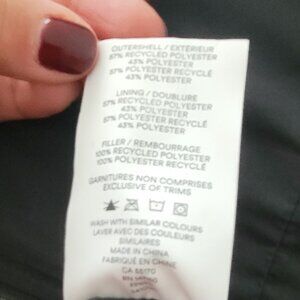 OUTERSHELL / EXTÉRIEUR
57% RECYCLED POLYESTER
43% POLYESTER
57% POLYESTER RECYCLÉ
43% POLYESTER
LINING / DOUBLURE
57% RECYCLED POLYESTER
43% POLYESTER
57% POLYESTER RECYCLÉ
43% POLYESTER
FILLER / REMBOURRAGE
100% RECYCLED POLYESTER
100% POLYESTER RECYCLÉ
GARNITURES NON COMPRISES
EXCLUSIVE OF TRIMS
WASH WITH SIMILAR COLOURS
LAVER AVEC DES COULEURS
SIMILAIRES
MADE IN CHINA
FABRIQUÉ EN CHINE